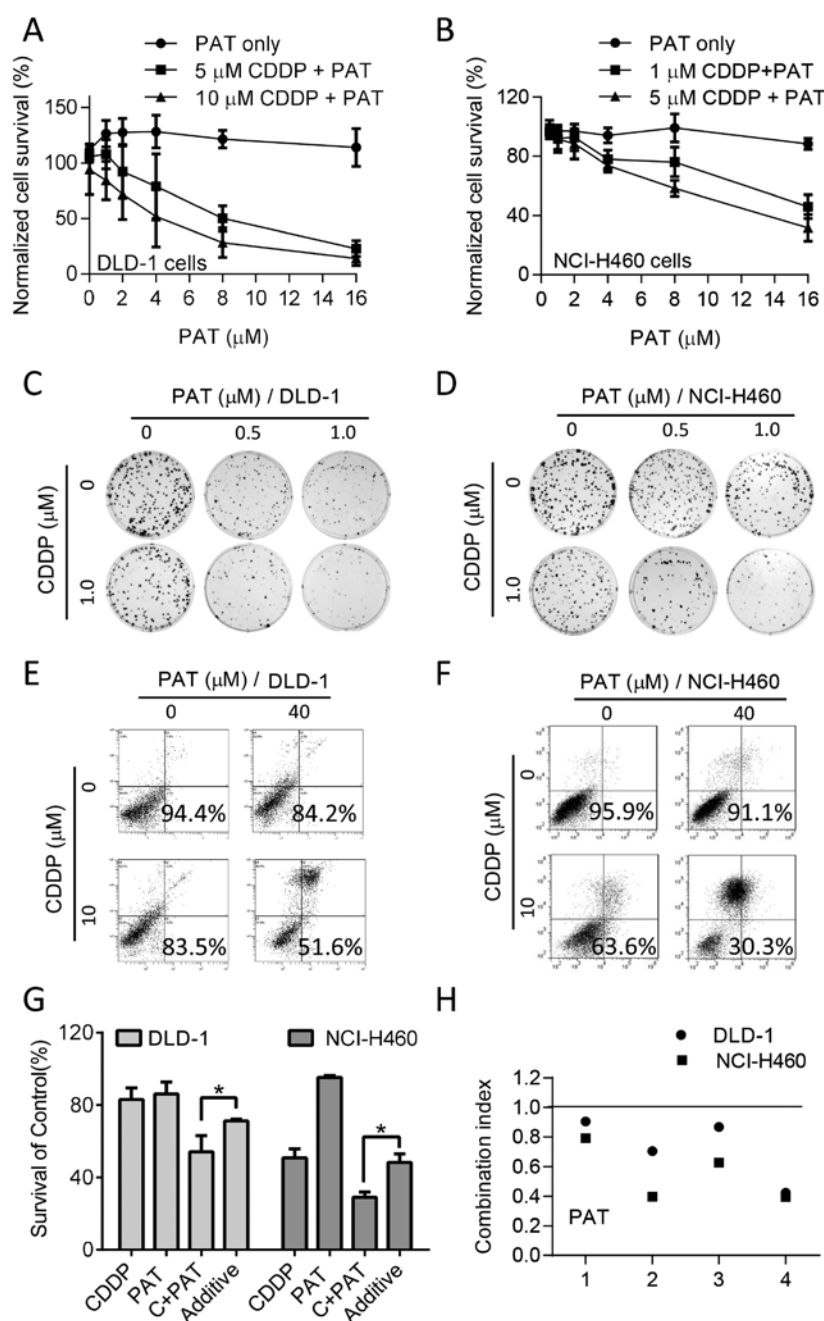 A
PAT only
5 μM CDDP + PAT
10 μM CDDP + PAT
Normalized cell survival (%)
150
100
50
0
DLD-1 cells
0 2 4 6 8 10 12 14 16
PAT (μM)
B
PAT only
1 μM CDDP+PAT
5 μM CDDP + PAT
Normalized cell survival (%)
120
80
40
0
NCI-H460 cells
0 2 4 6 8 10 12 14 16
PAT (μM)
C
PAT (μM) / DLD-1
0 0.5 1.0
CDDP (μM)
0
1.0
D
PAT (μM) / NCI-H460
0 0.5 1.0
CDDP (μM)
0
1.0
E
PAT (μM) / DLD-1
0 40
CDDP (μM)
0
94.4% 84.2%
10
83.5% 51.6%
F
PAT (μM) / NCI-H460
0 40
CDDP (μM)
0
95.9% 91.1%
10
63.6% 30.3%
G
DLD-1 NCI-H460
Survival of Control(%)
120
80
40
0
* *
CDDP PAT C+PAT Additive CDDP PAT C+PAT Additive
H
DLD-1
NCI-H460
Combination index
1.2
1.0
0.8
0.6
0.4
0.2
0.0
PAT
1 2 3 4